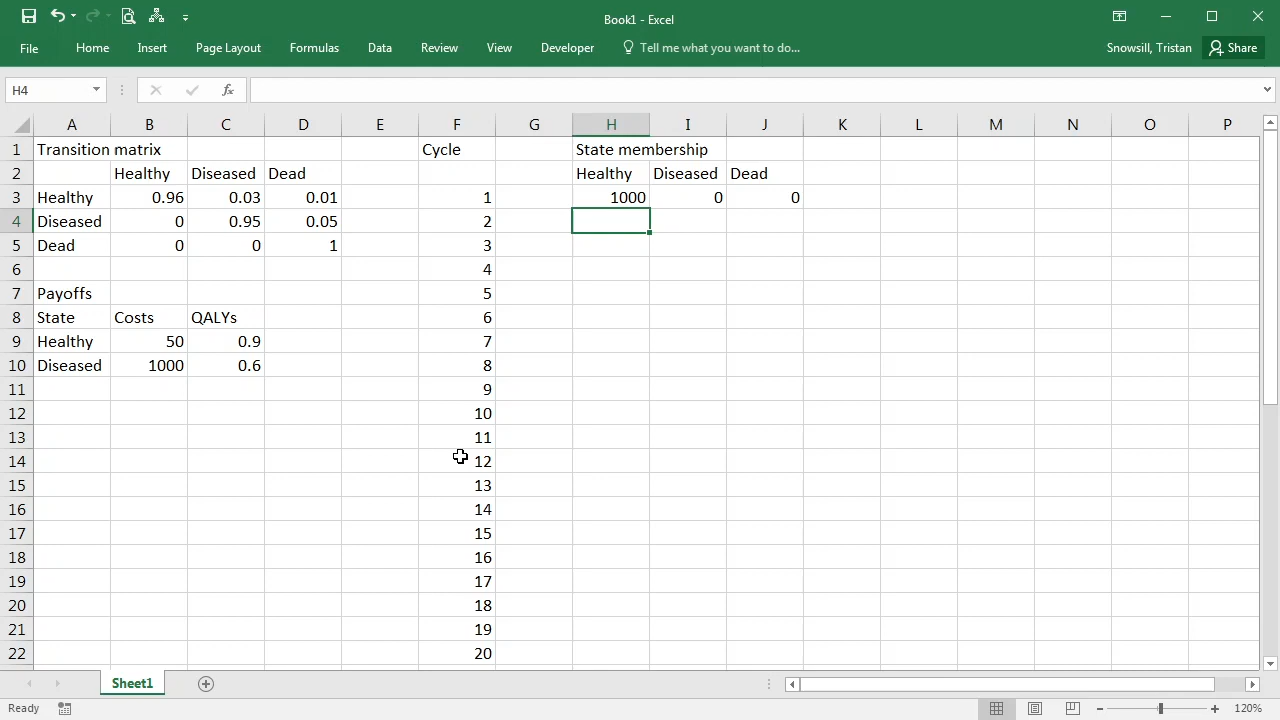 Book1 - Excel
File Home Insert Page Layout Formulas Data Review View Developer Tell me what you want to do... Snowsill, Tristan Share
H4 fx
A B C D E F G H I J K L M N O P
1 Transition matrix Cycle State membership
2 Healthy Diseased Dead Healthy Diseased Dead
3 Healthy 0.96 0.03 0.01 1 1000 0 0
4 Diseased 0 0.95 0.05 2
5 Dead 0 0 1 3
6 4
7 Payoffs 5
8 State Costs QALYs 6
9 Healthy 50 0.9 7
10 Diseased 1000 0.6 8
11 9
12 10
13 11
14 12
15 13
16 14
17 15
18 16
19 17
20 18
21 19
22 20
Sheet1
Ready 120%